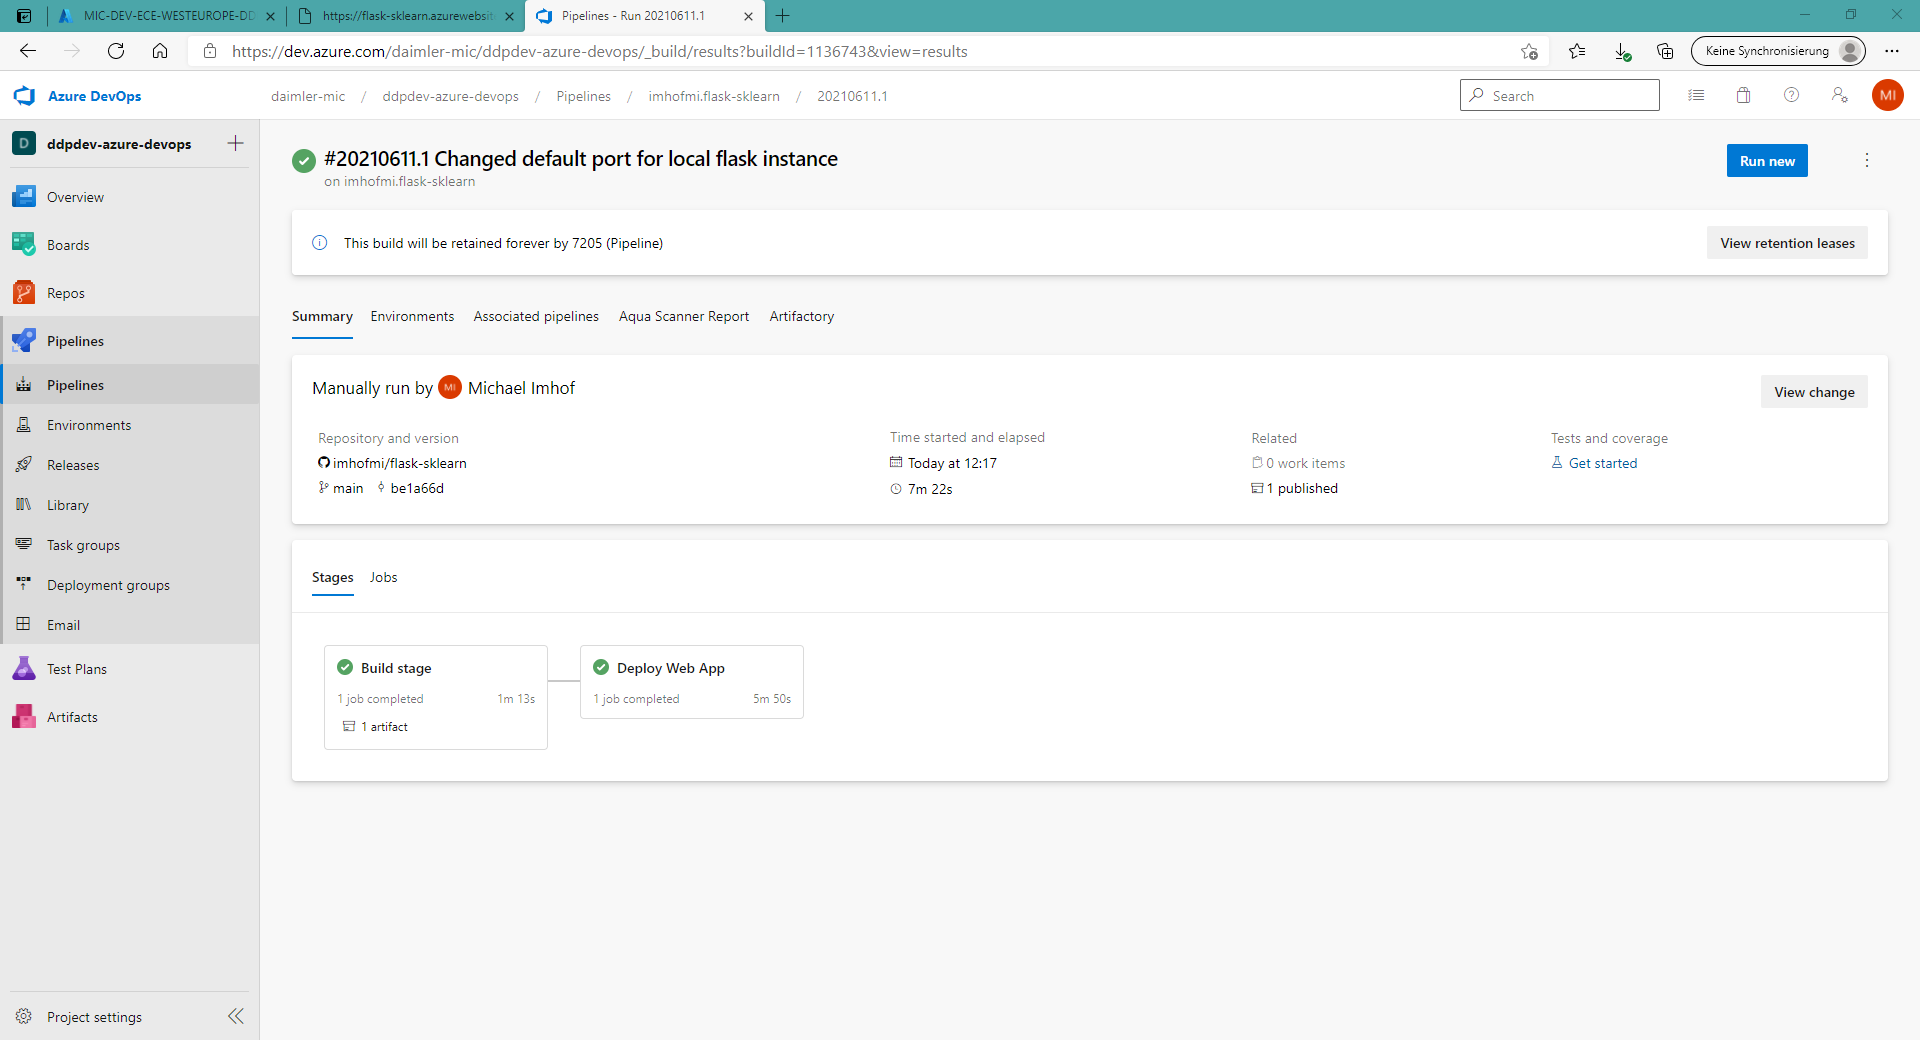 MIC-DEV-ECE-WESTEUROPE-DD
https://flask-sklearn.azurewebsit
Pipelines - Run 20210611.1
https://dev.azure.com/daimler-mic/ddpdev-azure-devops/_build/results?buildId=1136743&view=results
Keine Synchronisierung
Azure DevOps
daimler-mic / ddpdev-azure-devops / Pipelines / imhofmi.flask-sklearn / 20210611.1
Search
MI
D ddpdev-azure-devops
Overview
Boards
Repos
Pipelines
Pipelines
Environments
Releases
Library
Task groups
Deployment groups
Email
Test Plans
Artifacts
Project settings
#20210611.1 Changed default port for local flask instance
on imhofmi.flask-sklearn
Run new
This build will be retained forever by 7205 (Pipeline)
View retention leases
Summary Environments Associated pipelines Aqua Scanner Report Artifactory
Manually run by MI Michael Imhof
View change
Repository and version
imhofmi/flask-sklearn
main be1a66d
Time started and elapsed
Today at 12:17
7m 22s
Related
0 work items
1 published
Tests and coverage
Get started
Stages Jobs
Build stage
1 job completed 1m 13s
1 artifact
Deploy Web App
1 job completed 5m 50s